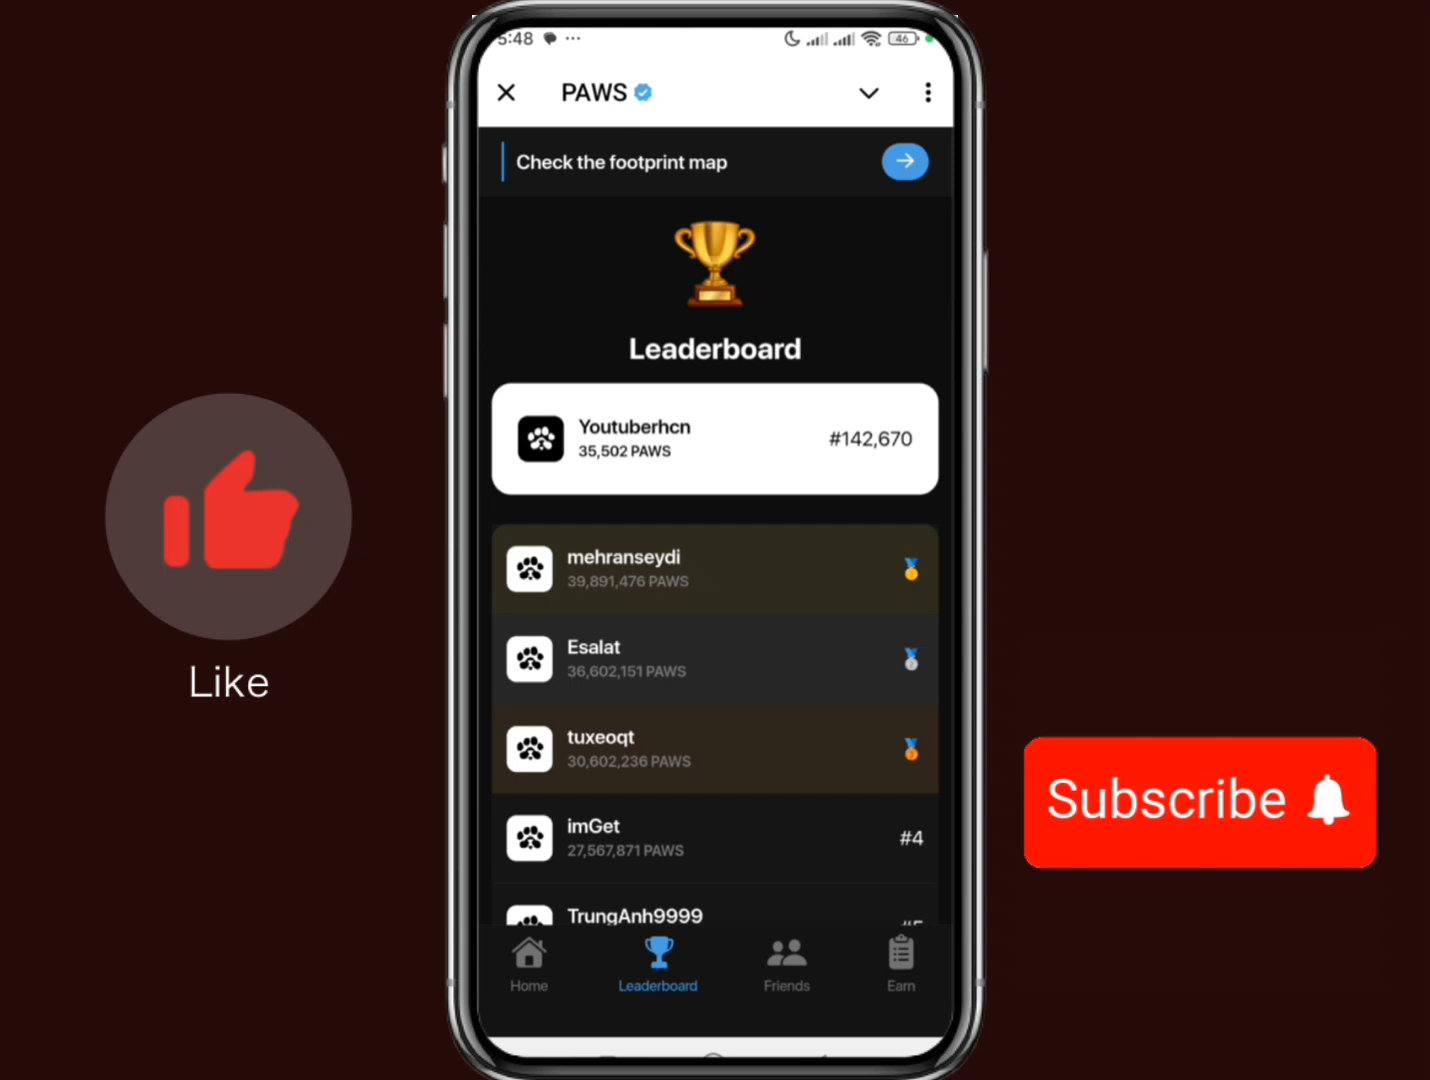 5:48
46
PAWS
Check the footprint map
Leaderboard
Youtuberhcn
35,502 PAWS
#142,670
mehranseydi
39,891,476 PAWS
Esalat
36,602,151 PAWS
tuxeoqt
30,602,236 PAWS
imGet
27,567,871 PAWS
#4
TrungAnh9999
Home
Leaderboard
Friends
Earn
Like
Subscribe